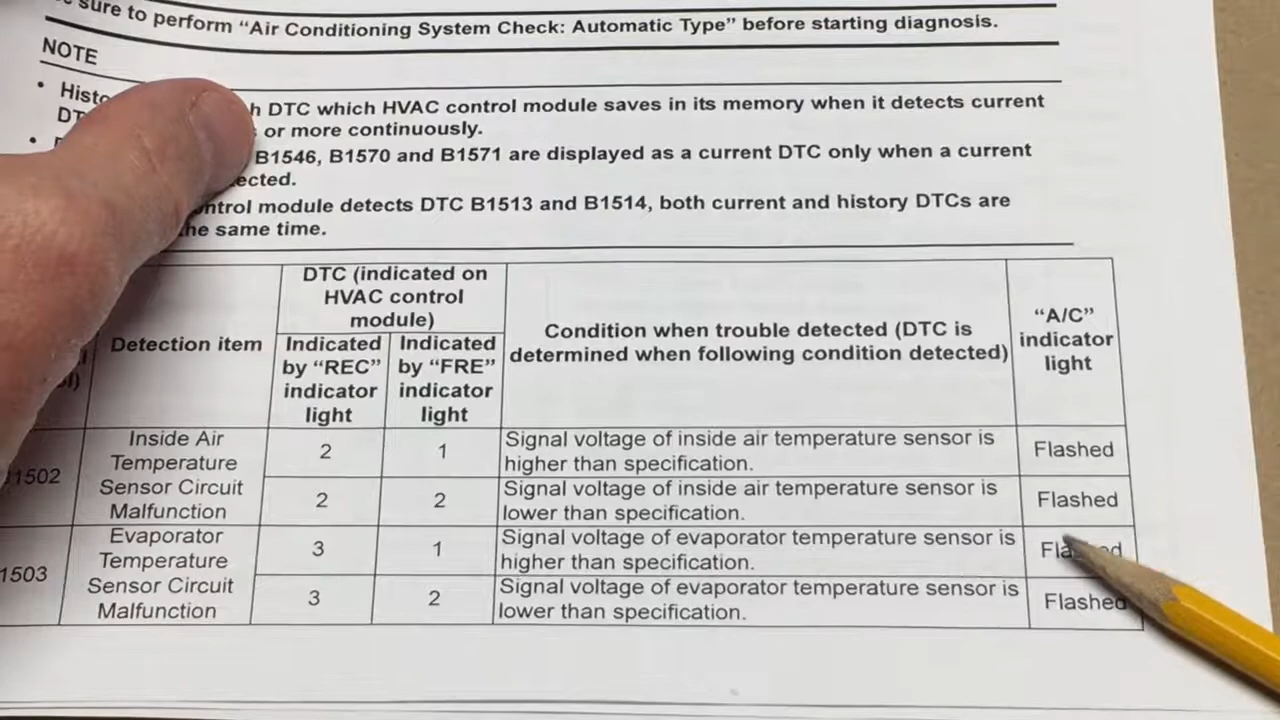 sure to perform “Air Conditioning System Check: Automatic Type” before starting diagnosis.
NOTE
• DTC which HVAC control module saves in its memory when it detects current
or more continuously.
• B1546, B1570 and B1571 are displayed as a current DTC only when a current
module detects DTC B1513 and B1514, both current and history DTCs are
same time.
Detection item
DTC (indicated on
HVAC control
module)
Indicated
by “REC”
indicator
light
Indicated
by “FRE”
indicator
light
Condition when trouble detected (DTC is
determined when following condition detected)
“A/C”
indicator
light
Inside Air
Temperature
Sensor Circuit
Malfunction
2
1
Signal voltage of inside air temperature sensor is
higher than specification.
Flashed
2
2
Signal voltage of inside air temperature sensor is
lower than specification.
Flashed
1503
Evaporator
Temperature
Sensor Circuit
Malfunction
3
1
Signal voltage of evaporator temperature sensor is
higher than specification.
3
2
Signal voltage of evaporator temperature sensor is
lower than specification.
Flashed